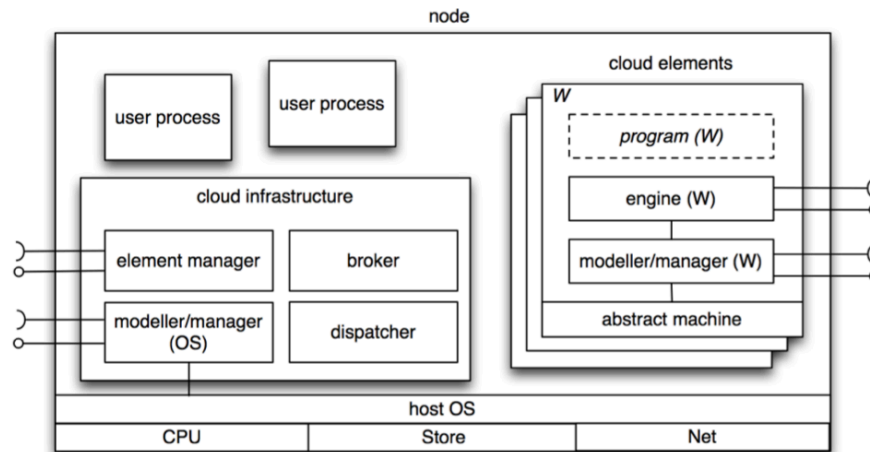 node
cloud elements
user process
user process
W
program (W)
cloud infrastructure
engine (W)
element manager
broker
modeller/manager (W)
modeller/manager
(OS)
dispatcher
abstract machine
host OS
CPU
Store
Net